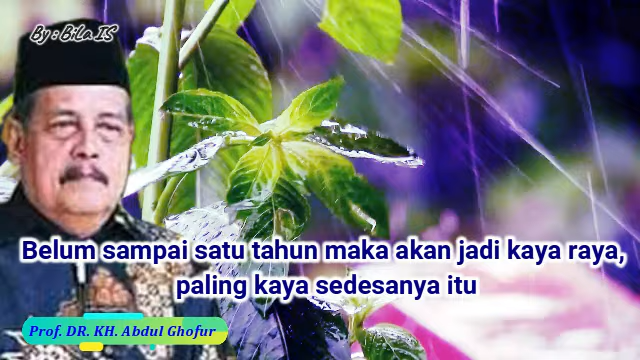 By : BiLa IS
Belum sampai satu tahun maka akan jadi kaya raya,
paling kaya sedesanya itu
Prof. DR. KH. Abdul Ghofur